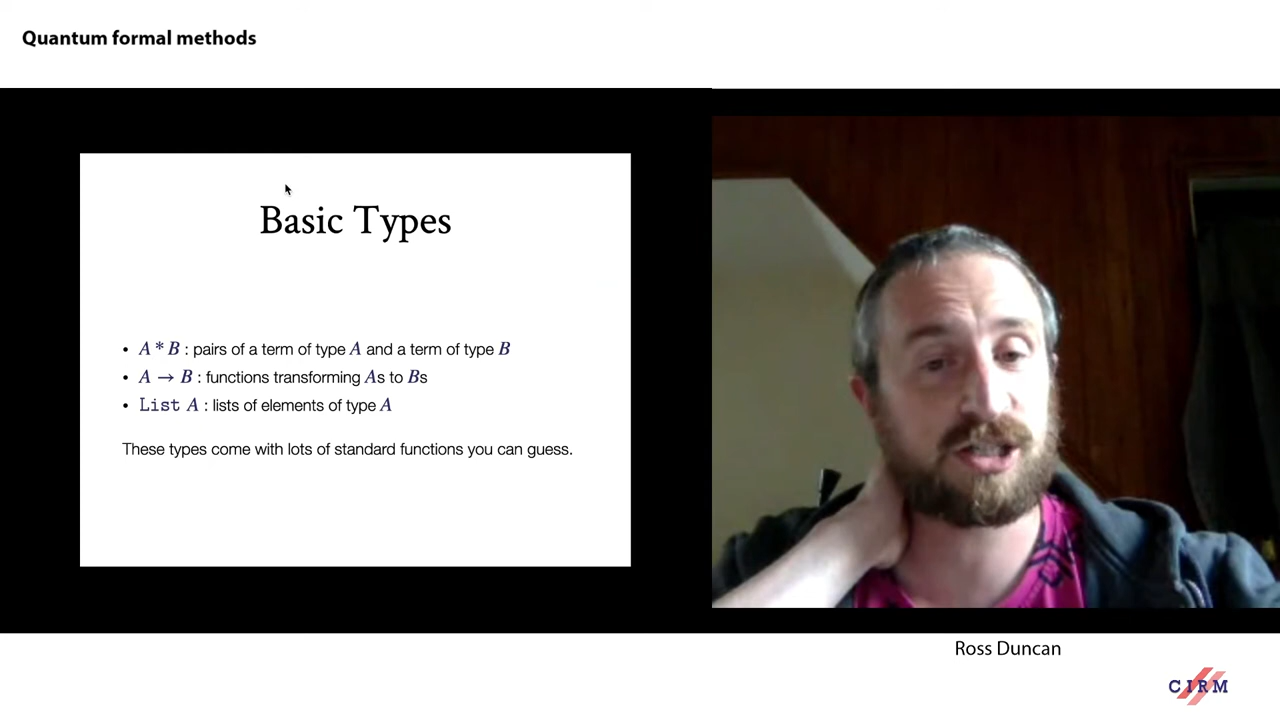 Quantum formal methods
Basic Types
• A * B : pairs of a term of type A and a term of type B
• A → B : functions transforming As to Bs
• List A : lists of elements of type A
These types come with lots of standard functions you can guess.
Ross Duncan
CIRM